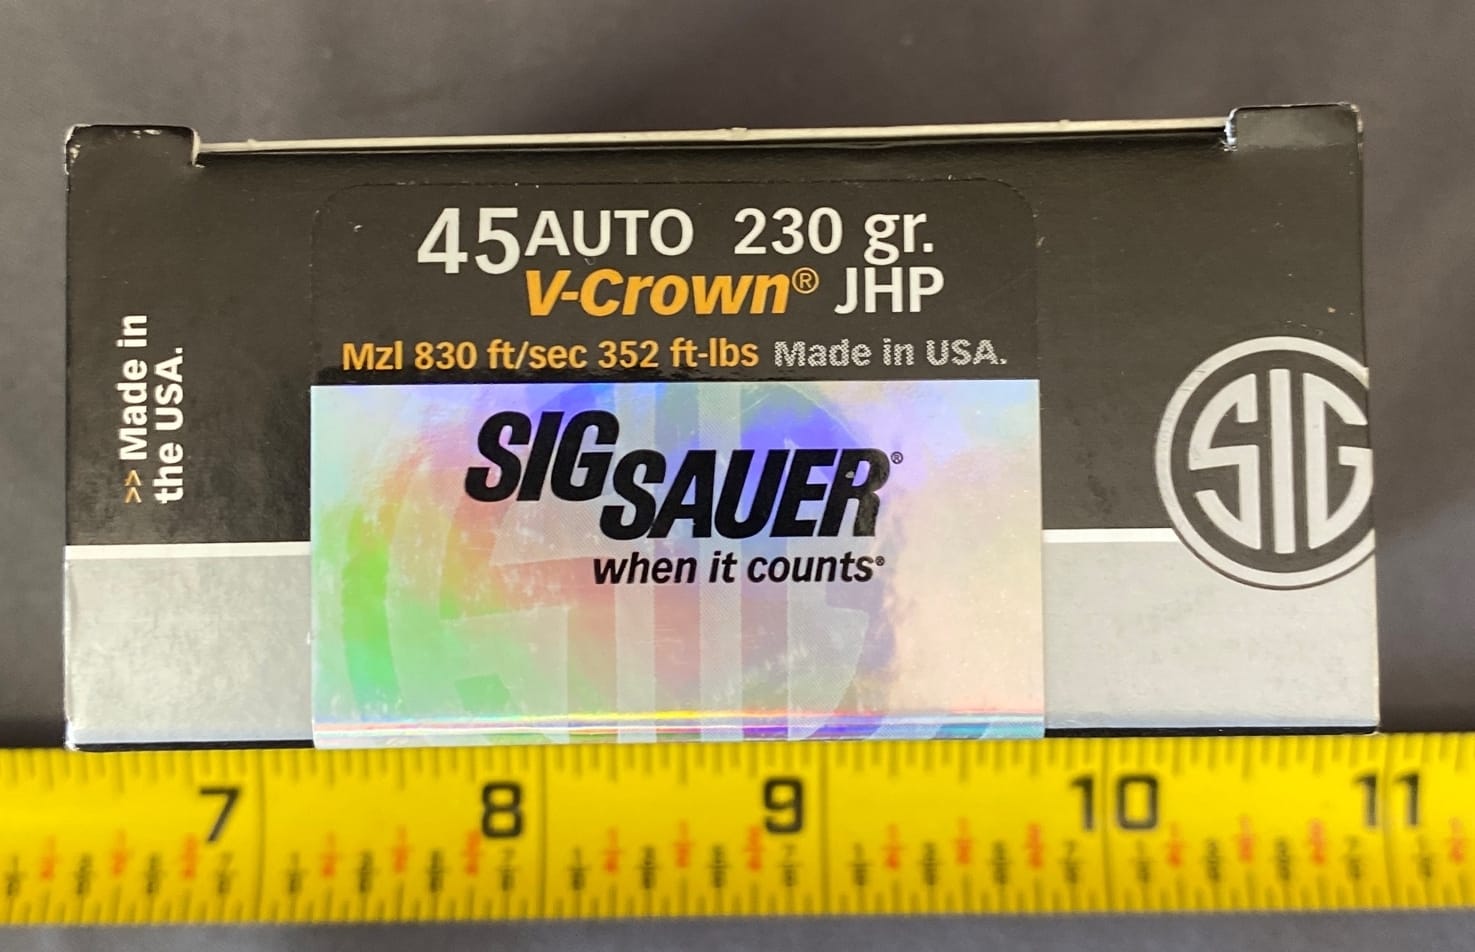 45 AUTO 230 gr.
V-Crown® JHP
Mzl 830 ft/sec 352 ft-lbs Made in USA.
>> Made in
the USA.
SIG SAUER®
when it counts®
SIG
7 8 9 10 11